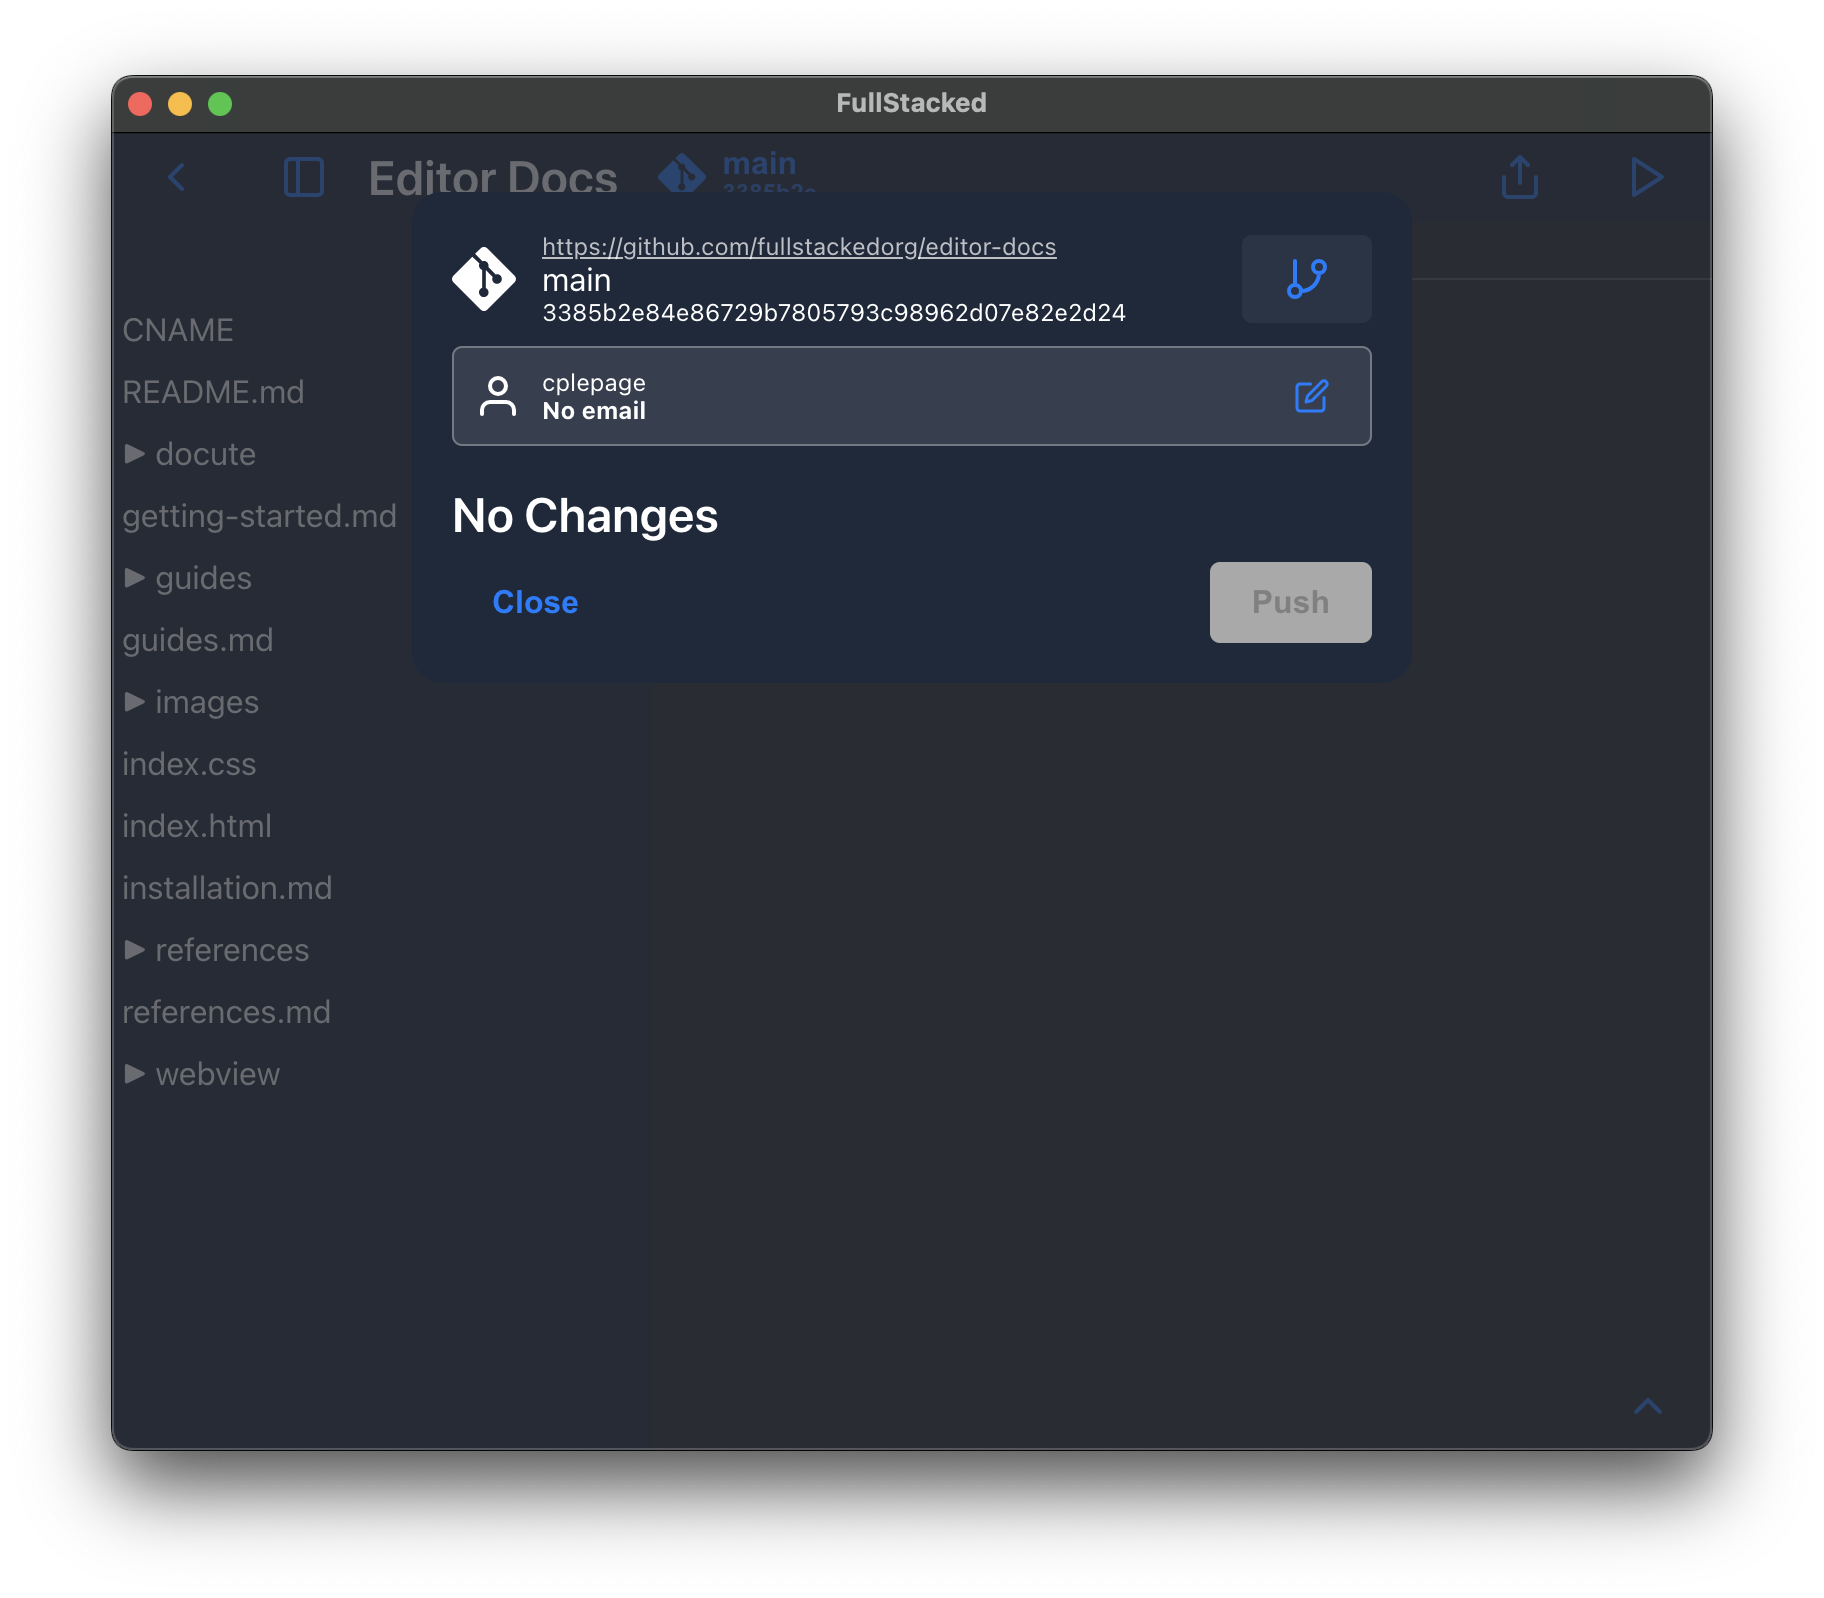 FullStacked
Editor Docs
main
3385b2e
https://github.com/fullstackedorg/editor-docs
main
3385b2e84e86729b7805793c98962d07e82e2d24
cplepage
No email
No Changes
Close
Push
CNAME
README.md
docute
getting-started.md
guides
guides.md
images
index.css
index.html
installation.md
references
references.md
webview